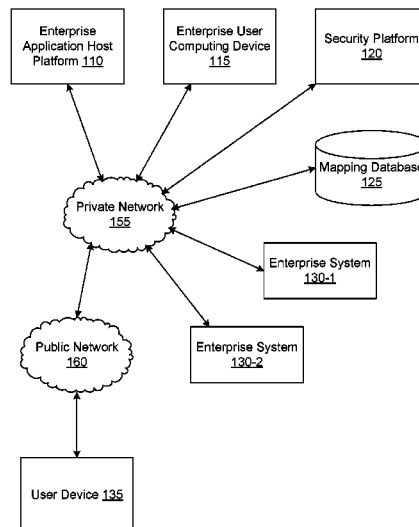 Enterprise
Application Host
Platform 110
Enterprise User
Computing Device
115
Security Platform
120
Mapping Database
125
Private Network
155
Enterprise System
130-1
Public Network
160
Enterprise System
130-2
User Device 135